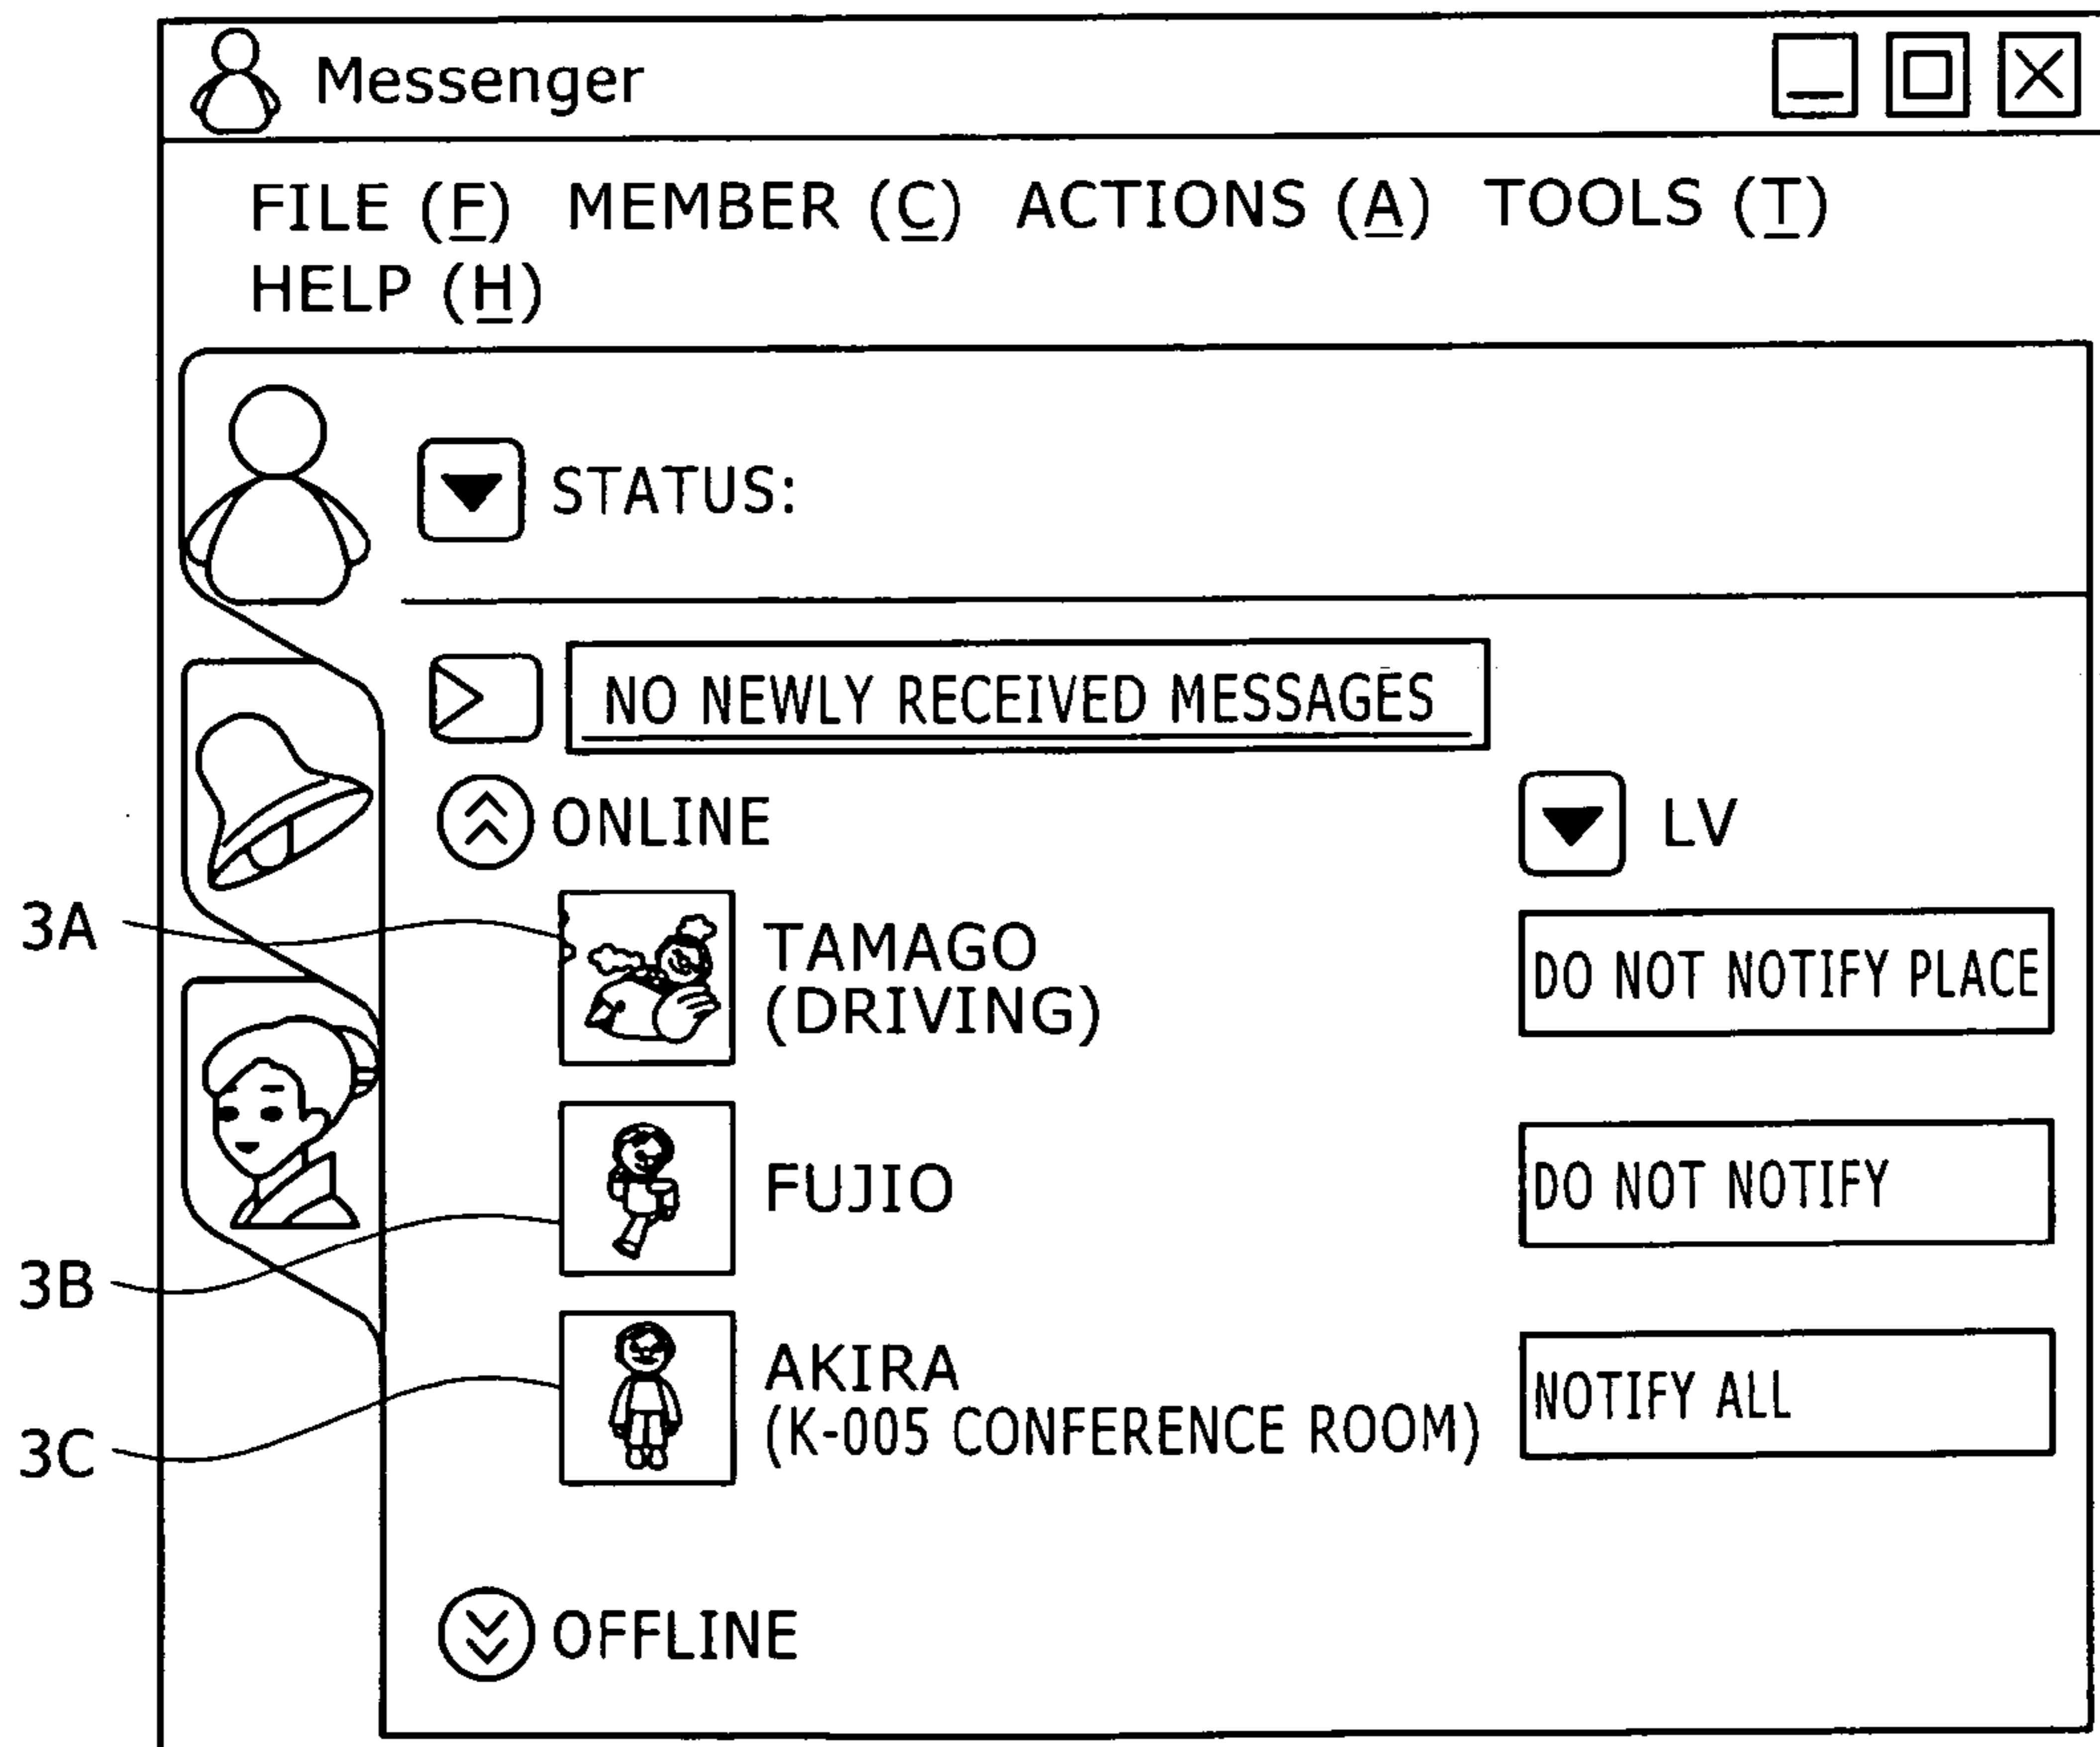 Messenger
FILE (F) MEMBER (C) ACTIONS (A) TOOLS (T)
HELP (H)
STATUS:
NO NEWLY RECEIVED MESSAGES
ONLINE
LV
3A
TAMAGO
(DRIVING)
DO NOT NOTIFY PLACE
3B
FUJIO
DO NOT NOTIFY
3C
AKIRA
(K-005 CONFERENCE ROOM)
NOTIFY ALL
OFFLINE